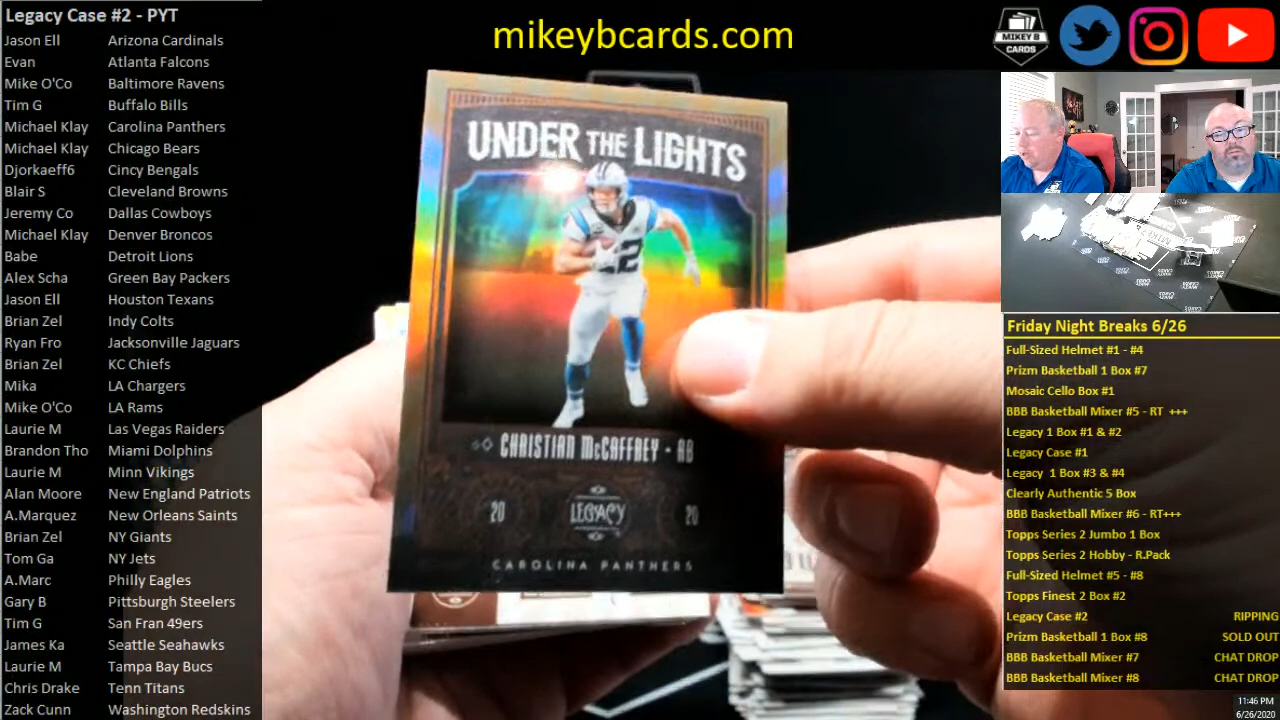 Legacy Case #2 - PYT
Jason Ell Arizona Cardinals
Evan Atlanta Falcons
Mike O'Co Baltimore Ravens
Tim G Buffalo Bills
Michael Klay Carolina Panthers
Michael Klay Chicago Bears
Djorkaeff6 Cincy Bengals
Blair S Cleveland Browns
Jeremy Co Dallas Cowboys
Michael Klay Denver Broncos
Babe Detroit Lions
Alex Scha Green Bay Packers
Jason Ell Houston Texans
Brian Zel Indy Colts
Ryan Fro Jacksonville Jaguars
Brian Zel KC Chiefs
Mika LA Chargers
Mike O'Co LA Rams
Laurie M Las Vegas Raiders
Brandon Tho Miami Dolphins
Laurie M Minn Vikings
Alan Moore New England Patriots
A.Marquez New Orleans Saints
Brian Zel NY Giants
Tom Ga NY Jets
A.Marc Philly Eagles
Gary B Pittsburgh Steelers
Tim G San Fran 49ers
James Ka Seattle Seahawks
Laurie M Tampa Bay Bucs
Chris Drake Tenn Titans
Zack Cunn Washington Redskins
mikeybcards.com
MIKEY B
CARDS
UNDER THE LIGHTS
22
CHRISTIAN McCAFFREY - RB
20 LEGACY 20
CAROLINA PANTHERS
Friday Night Breaks 6/26
Full-Sized Helmet #1 - #4
Prizm Basketball 1 Box #7
Mosaic Cello Box #1
BBB Basketball Mixer #5 - RT +++
Legacy 1 Box #1 & #2
Legacy Case #1
Legacy 1 Box #3 & #4
Clearly Authentic 5 Box
BBB Basketball Mixer #6 - RT+++
Topps Series 2 Jumbo 1 Box
Topps Series 2 Hobby - R.Pack
Full-Sized Helmet #5 - #8
Topps Finest 2 Box #2
Legacy Case #2 RIPPING
Prizm Basketball 1 Box #8 SOLD OUT
BBB Basketball Mixer #7 CHAT DROP
BBB Basketball Mixer #8 CHAT DROP
11:46 PM
6/26/2020